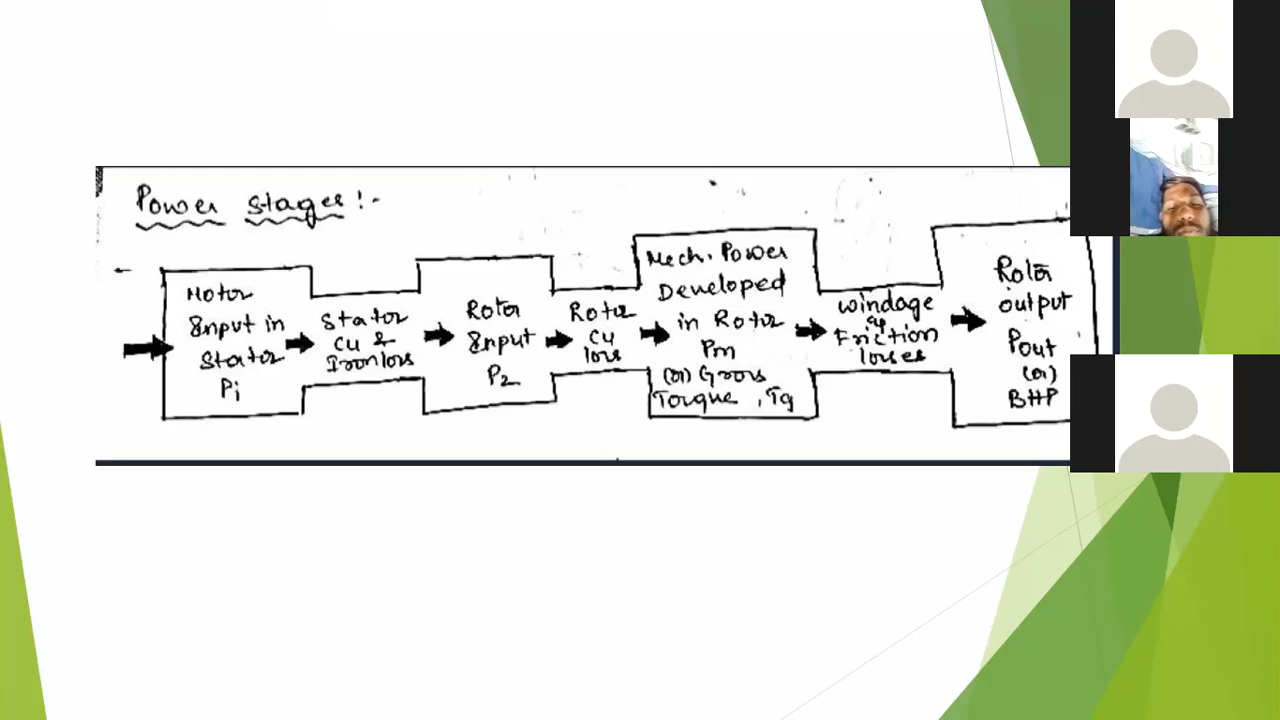 Power Stages :-
Motor
Input in
Stator
Pi
Stator
Cu &
Iron loss
Rotor
Input
P2
Rotor
Cu
loss
Mech. Power
Developed
in Rotor
Pm
(or) Gross
Torque, Tg
windage
&
Friction
losses
Rotor
output
Pout
(or)
BHP